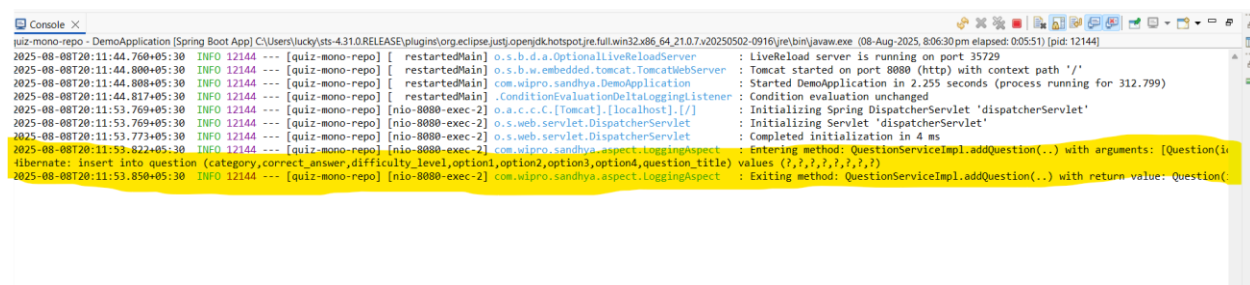 Console
quiz-mono-repo - DemoApplication [Spring Boot App] C:\Users\lucky\sts-4.31.0.RELEASE\plugins\org.eclipse.justj.openjdk.hotspot.jre.full.win32.x86_64_21.0.7.v20250502-0916\jre\bin\javaw.exe (08-Aug-2025, 8:06:30 pm elapsed: 0:05:51) [pid: 12144]
2025-08-08T20:11:44.760+05:30 INFO 12144 --- [quiz-mono-repo] [ restartedMain] o.s.b.d.a.OptionalLiveReloadServer : LiveReload server is running on port 35729
2025-08-08T20:11:44.800+05:30 INFO 12144 --- [quiz-mono-repo] [ restartedMain] o.s.b.w.embedded.tomcat.TomcatWebServer : Tomcat started on port 8080 (http) with context path '/'
2025-08-08T20:11:44.808+05:30 INFO 12144 --- [quiz-mono-repo] [ restartedMain] com.wipro.sandhya.DemoApplication : Started DemoApplication in 2.255 seconds (process running for 312.799)
2025-08-08T20:11:44.817+05:30 INFO 12144 --- [quiz-mono-repo] [ restartedMain] .ConditionEvaluationDeltaLoggingListener : Condition evaluation unchanged
2025-08-08T20:11:53.769+05:30 INFO 12144 --- [quiz-mono-repo] [nio-8080-exec-2] o.a.c.c.C.[Tomcat].[localhost].[/] : Initializing Spring DispatcherServlet 'dispatcherServlet'
2025-08-08T20:11:53.769+05:30 INFO 12144 --- [quiz-mono-repo] [nio-8080-exec-2] o.s.web.servlet.DispatcherServlet : Initializing Servlet 'dispatcherServlet'
2025-08-08T20:11:53.773+05:30 INFO 12144 --- [quiz-mono-repo] [nio-8080-exec-2] o.s.web.servlet.DispatcherServlet : Completed initialization in 4 ms
2025-08-08T20:11:53.822+05:30 INFO 12144 --- [quiz-mono-repo] [nio-8080-exec-2] com.wipro.sandhya.aspect.LoggingAspect : Entering method: QuestionServiceImpl.addQuestion(..) with arguments: [Question(id
Hibernate: insert into question (category,correct_answer,difficulty_level,option1,option2,option3,option4,question_title) values (?,?,?,?,?,?,?,?)
2025-08-08T20:11:53.850+05:30 INFO 12144 --- [quiz-mono-repo] [nio-8080-exec-2] com.wipro.sandhya.aspect.LoggingAspect : Exiting method: QuestionServiceImpl.addQuestion(..) with return value: Question(i